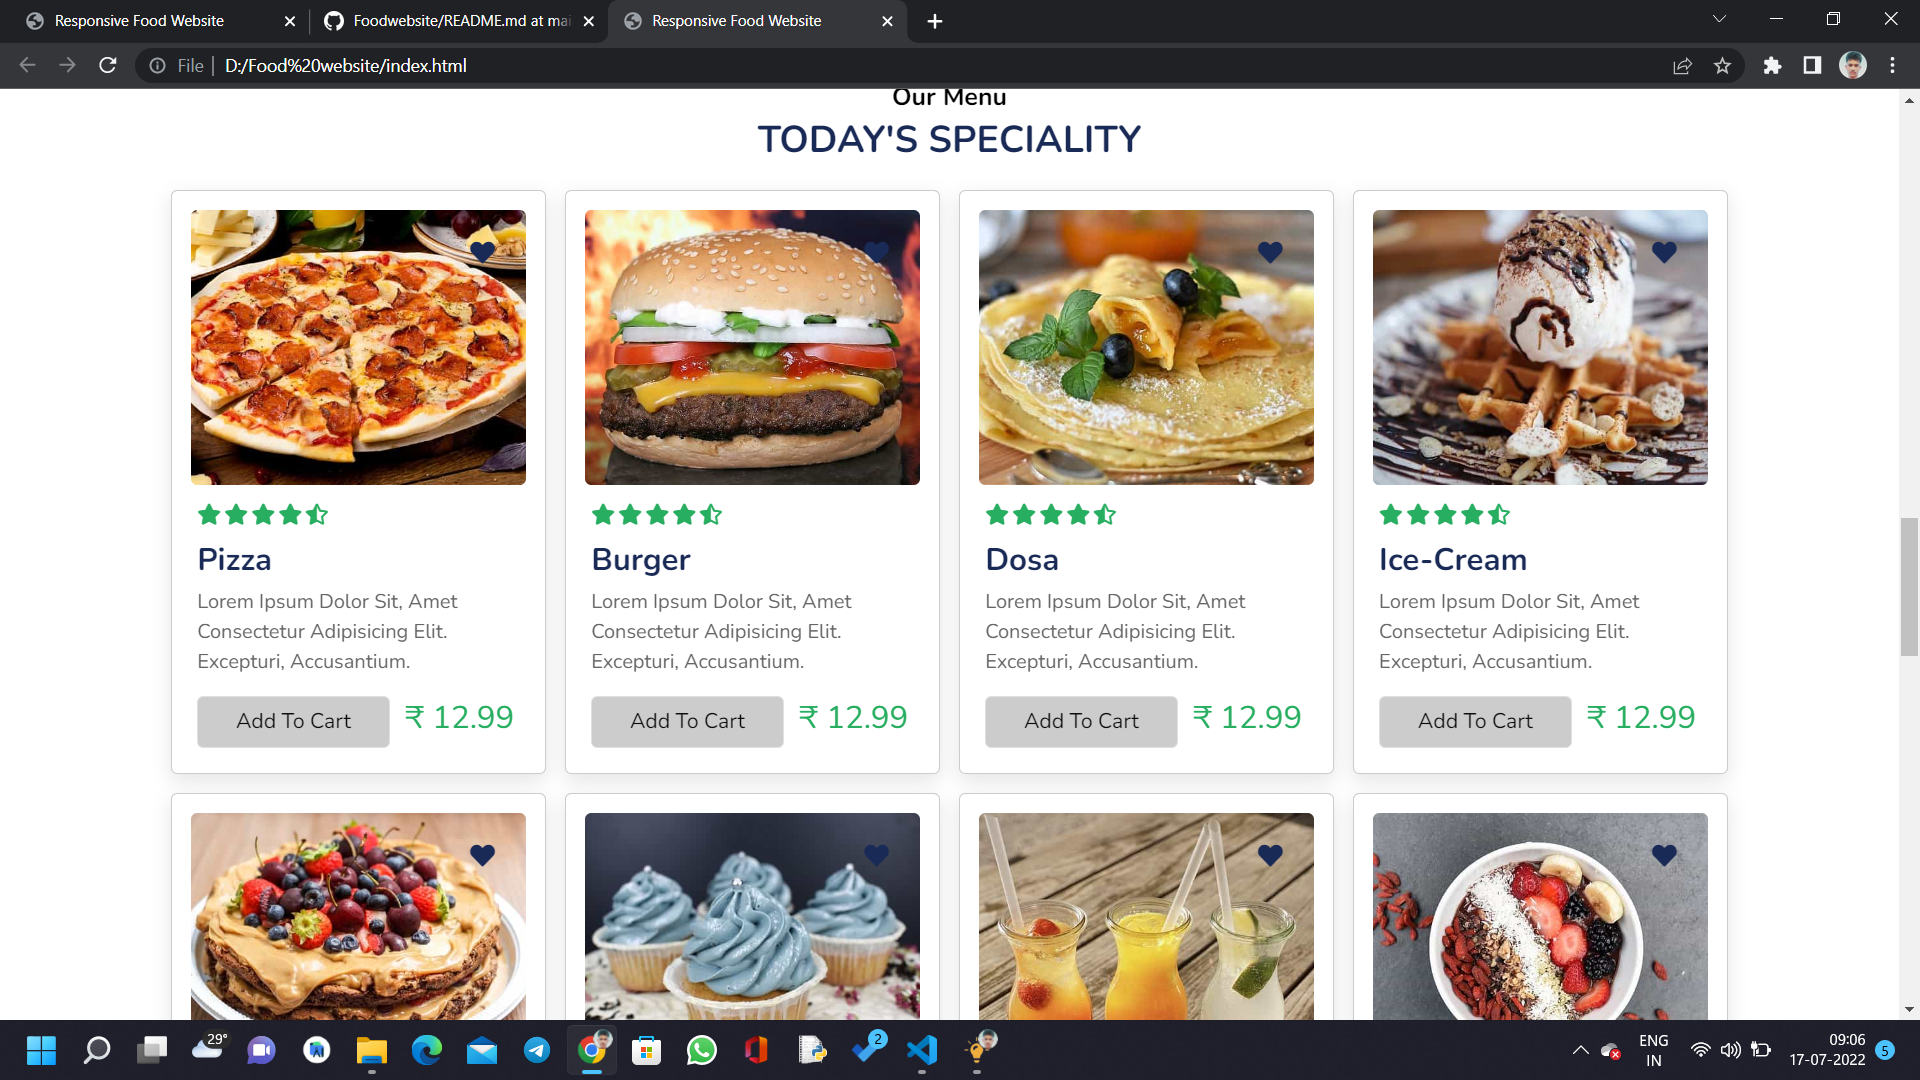 Responsive Food Website
Foodwebsite/README.md at mai
Responsive Food Website
File
D:/Food%20website/index.html
Our Menu
TODAY'S SPECIALITY
Pizza
Lorem Ipsum Dolor Sit, Amet
Consectetur Adipisicing Elit.
Excepturi, Accusantium.
Add To Cart
₹ 12.99
Burger
Lorem Ipsum Dolor Sit, Amet
Consectetur Adipisicing Elit.
Excepturi, Accusantium.
Add To Cart
₹ 12.99
Dosa
Lorem Ipsum Dolor Sit, Amet
Consectetur Adipisicing Elit.
Excepturi, Accusantium.
Add To Cart
₹ 12.99
Ice-Cream
Lorem Ipsum Dolor Sit, Amet
Consectetur Adipisicing Elit.
Excepturi, Accusantium.
Add To Cart
₹ 12.99
29°
2
ENG
IN
09:06
17-07-2022
5